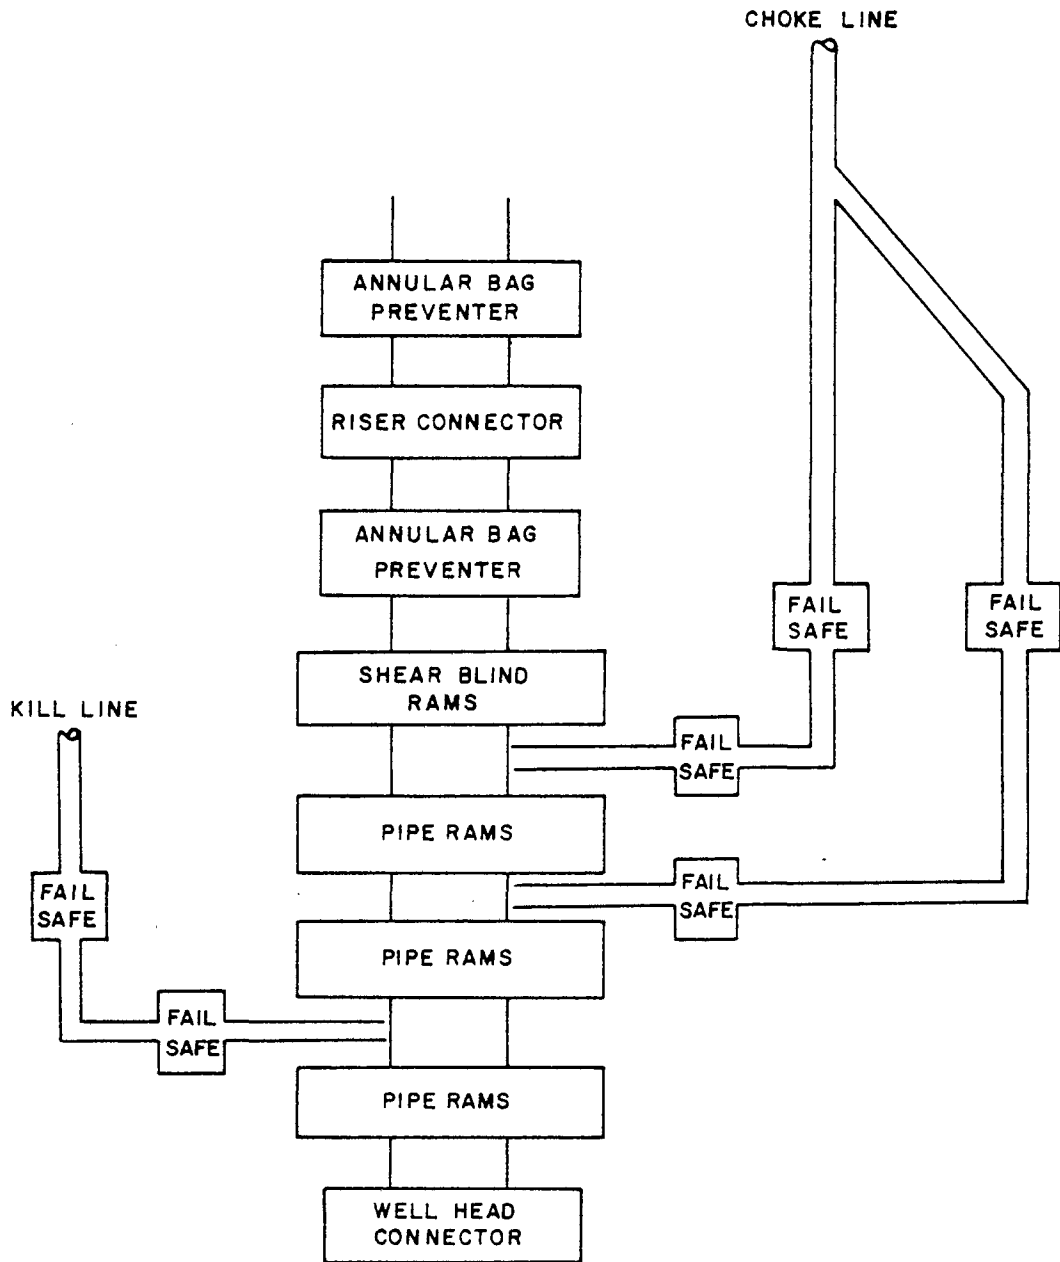 CHOKE LINE
ANNULAR BAG
PREVENTER
RISER CONNECTOR
ANNULAR BAG
PREVENTER
FAIL
SAFE
FAIL
SAFE
SHEAR BLIND
RAMS
KILL LINE
FAIL
SAFE
PIPE RAMS
FAIL
SAFE
FAIL
SAFE
PIPE RAMS
FAIL
SAFE
PIPE RAMS
WELL HEAD
CONNECTOR